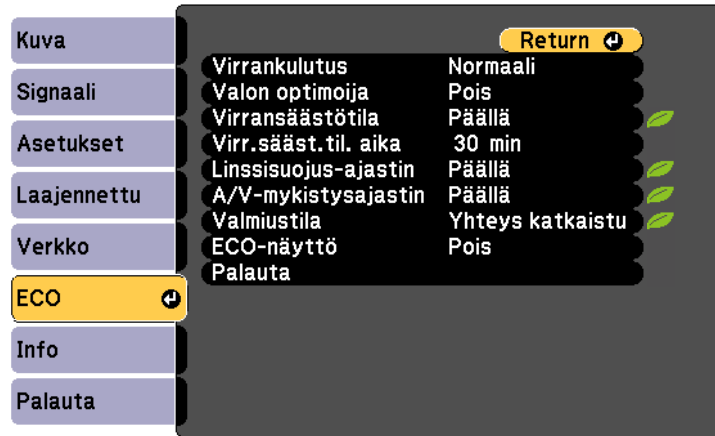 Kuva
Signaali
Asetukset
Laajennettu
Verkko
ECO
Info
Palauta
Return
Virrankulutus Normaali
Valon optimoija Pois
Virransäästötila Päällä
Virr.sääst.til. aika 30 min
Linssisuojus-ajastin Päällä
A/V-mykistysajastin Päällä
Valmiustila Yhteys katkaistu
ECO-näyttö Pois
Palauta